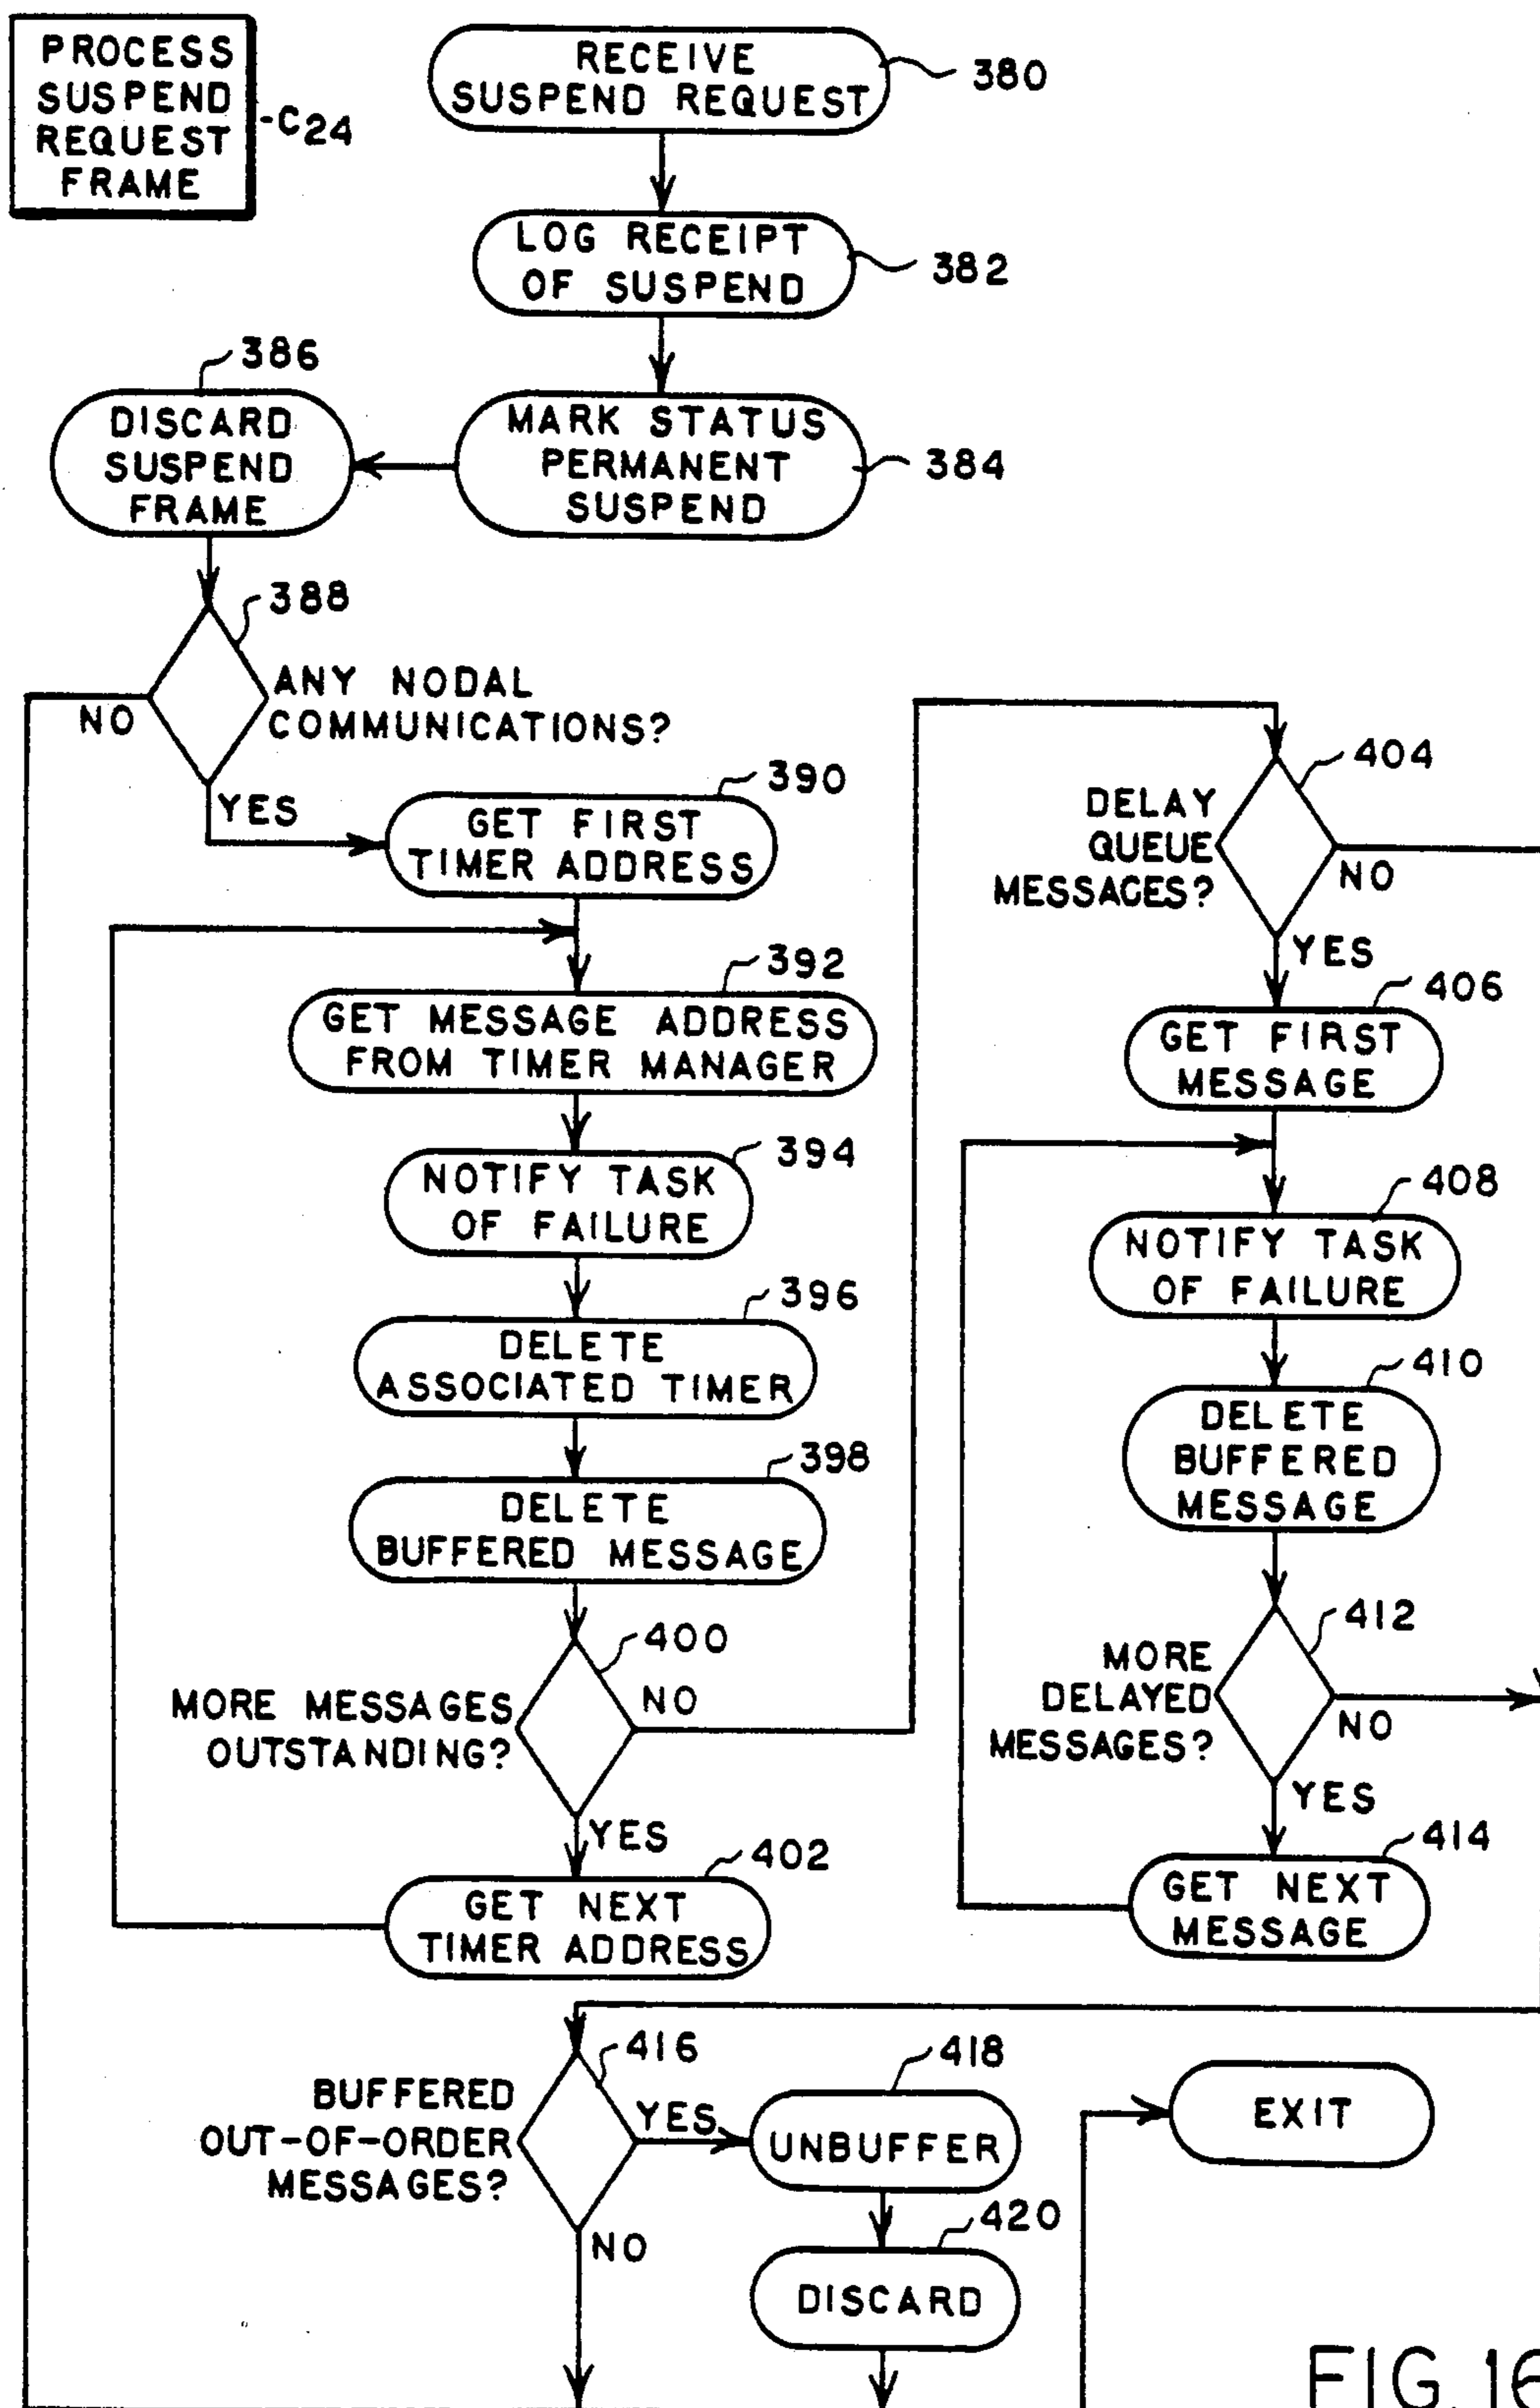 PROCESS
SUSPEND
REQUEST
FRAME
C24
RECEIVE
SUSPEND REQUEST
380
LOG RECEIPT
OF SUSPEND
382
MARK STATUS
PERMANENT
SUSPEND
384
386
DISCARD
SUSPEND
FRAME
388
ANY NODAL
COMMUNICATIONS?
NO
YES
390
GET FIRST
TIMER ADDRESS
392
GET MESSAGE ADDRESS
FROM TIMER MANAGER
394
NOTIFY TASK
OF FAILURE
396
DELETE
ASSOCIATED TIMER
398
DELETE
BUFFERED MESSAGE
400
MORE MESSAGES
OUTSTANDING?
NO
YES
402
GET NEXT
TIMER ADDRESS
404
DELAY
QUEUE
MESSAGES?
NO
YES
406
GET FIRST
MESSAGE
408
NOTIFY TASK
OF FAILURE
410
DELETE
BUFFERED
MESSAGE
412
MORE
DELAYED
MESSAGES?
NO
YES
414
GET NEXT
MESSAGE
416
BUFFERED
OUT-OF-ORDER
MESSAGES?
YES
NO
418
UNBUFFER
420
DISCARD
EXIT
FIG. 16